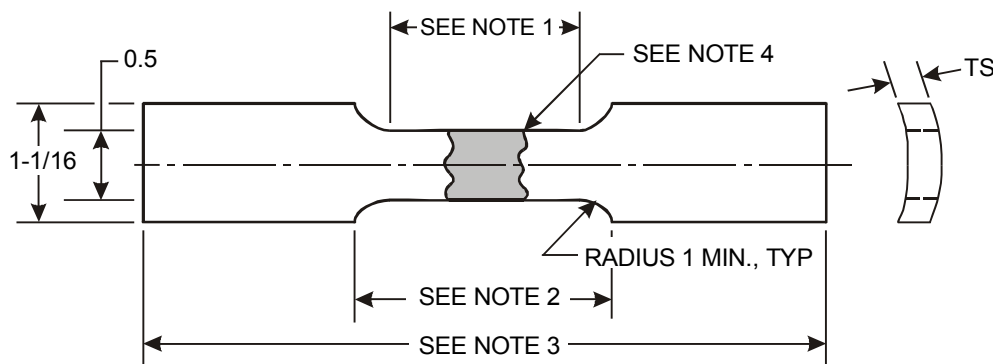 SEE NOTE 1
SEE NOTE 4
0.5
TS
1-1/16
RADIUS 1 MIN., TYP
SEE NOTE 2
SEE NOTE 3